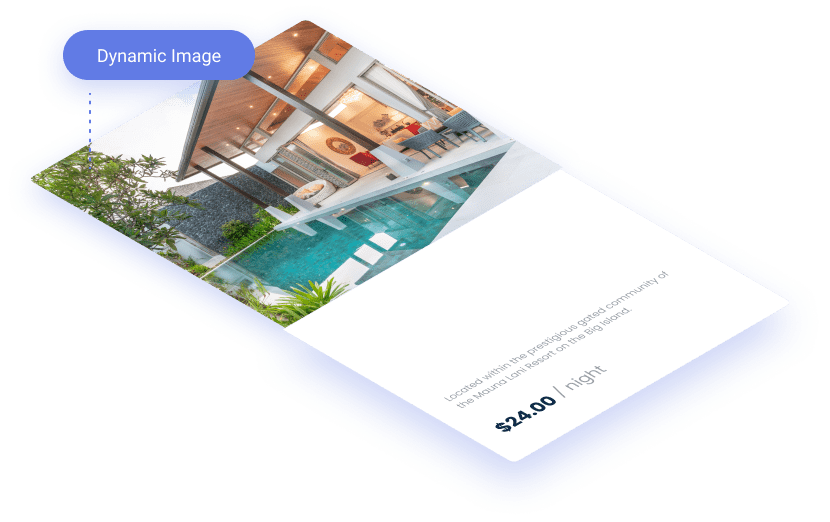 Dynamic Image
Located within the prestigious gated community of
the Mauna Lani Resort on the Big Island.
$24.00 / night